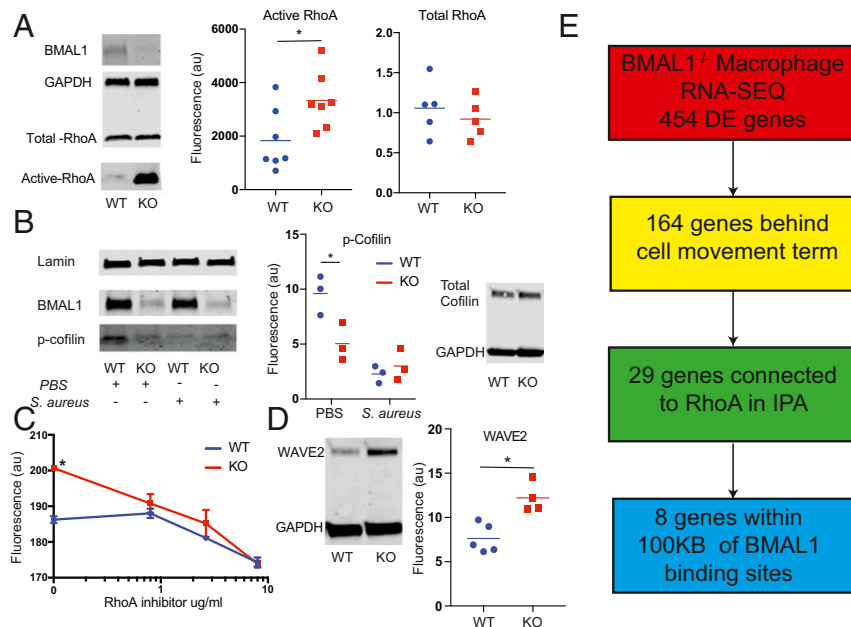 A
BMAL1
GAPDH
Total -RhoA
Active-RhoA
WT KO
Active RhoA
Fluorescence (au)
6000
4000
2000
0
*
WT KO
Total RhoA
2.0
1.5
1.0
0.5
0.0
WT KO
B
Lamin
BMAL1
p-cofilin
WT KO WT KO
PBS + + - -
S. aureus - - + +
p-Cofilin
Fluorescence (au)
15
10
5
0
*
WT
KO
PBS S. aureus
Total
Cofilin
GAPDH
WT KO
C
Fluorescence (au)
210
200
190
180
170
*
WT
KO
0 1 10
RhoA inhibitor ug/ml
D
WAVE2
GAPDH
WT KO
WAVE2
Fluorescence (au)
20
15
10
5
0
*
WT KO
E
BMAL1-/- Macrophage
RNA-SEQ
454 DE genes
164 genes behind
cell movement term
29 genes connected
to RhoA in IPA
8 genes within
100KB of BMAL1
binding sites